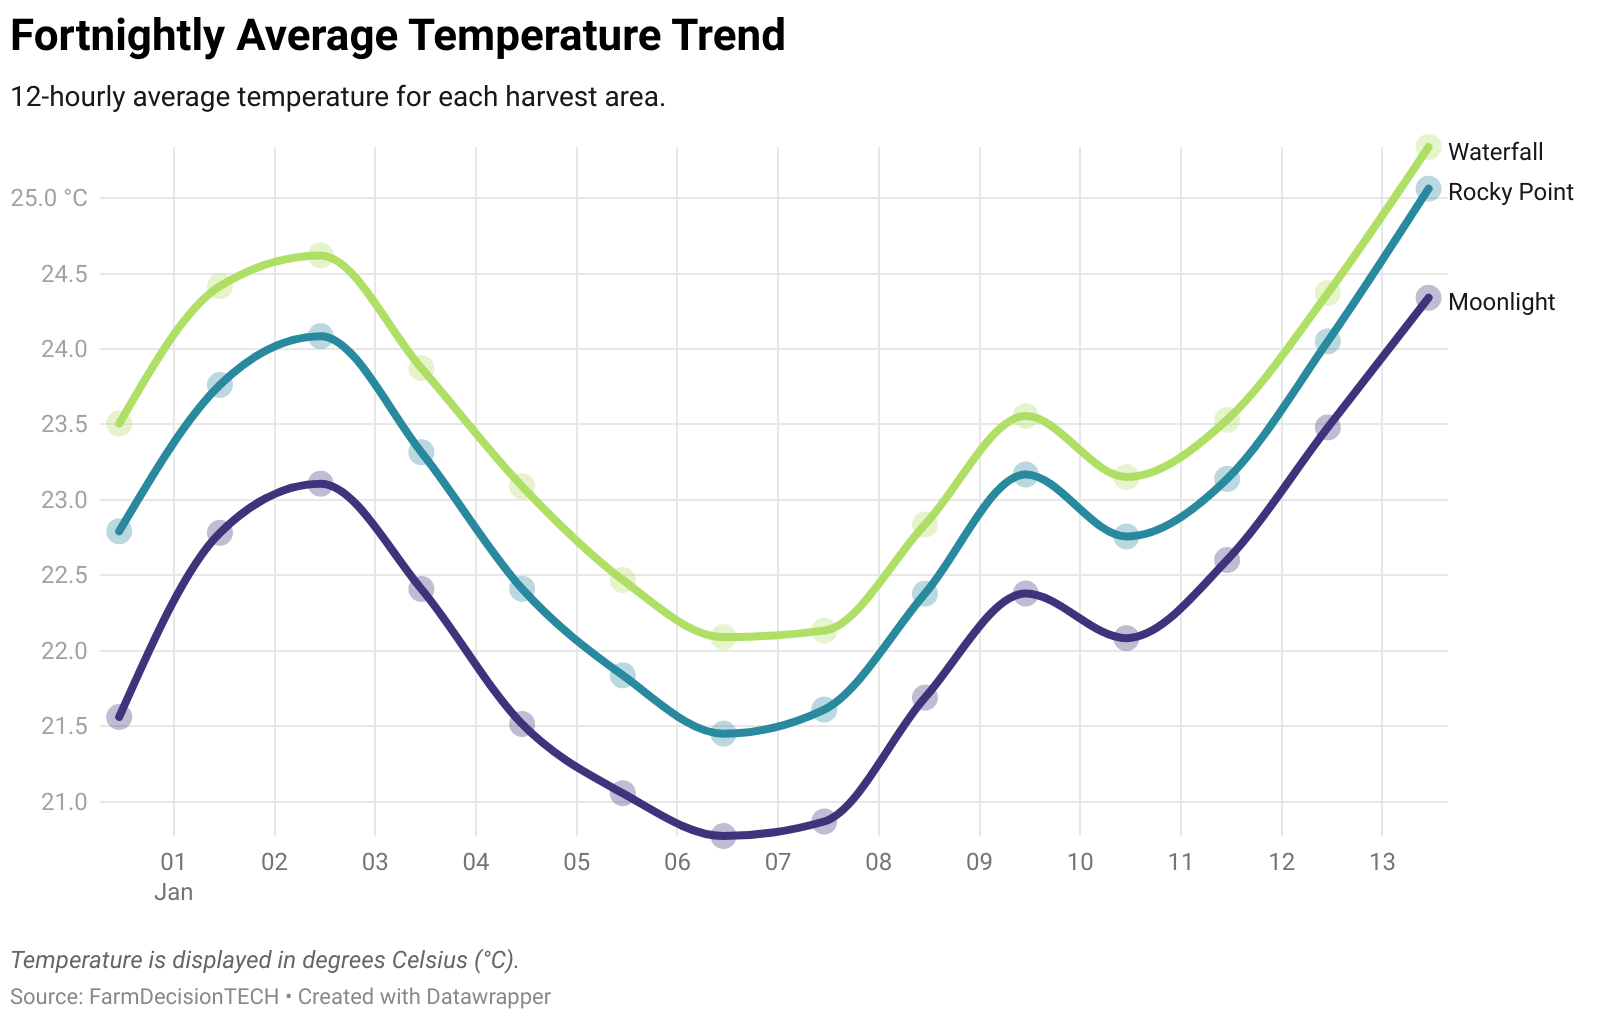 Fortnightly Average Temperature Trend
12-hourly average temperature for each harvest area.
Waterfall
Rocky Point
Moonlight
25.0 °C
24.5
24.0
23.5
23.0
22.5
22.0
21.5
21.0
01 02 03 04 05 06 07 08 09 10 11 12 13
Jan
Temperature is displayed in degrees Celsius (°C).
Source: FarmDecisionTECH • Created with Datawrapper